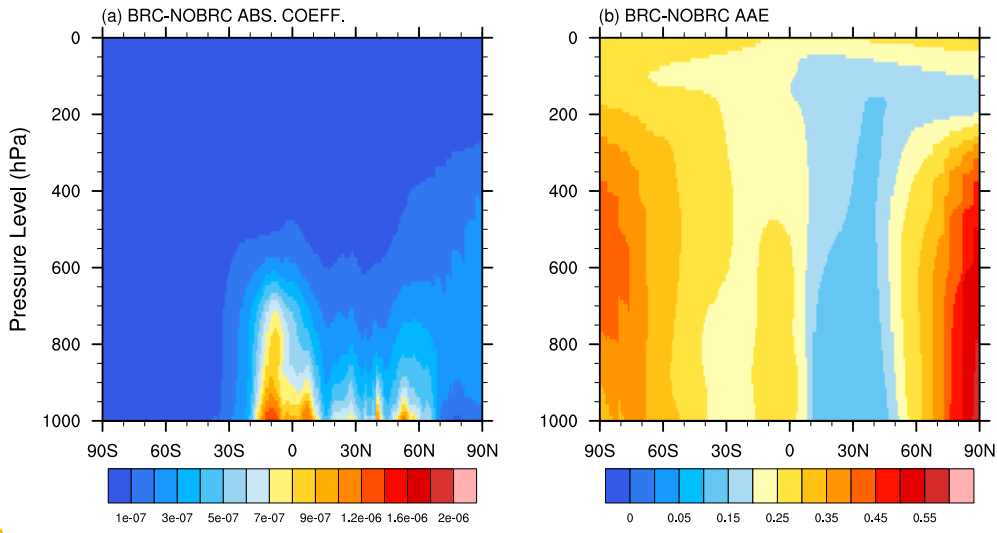 (a) BRC-NOBRC ABS. COEFF.
(b) BRC-NOBRC AAE
Pressure Level (hPa)
0
200
400
600
800
1000
90S 60S 30S 0 30N 60N 90N
1e-07 3e-07 5e-07 7e-07 9e-07 1.2e-06 1.6e-06 2e-06
0
200
400
600
800
1000
90S 60S 30S 0 30N 60N 90N
0 0.05 0.15 0.25 0.35 0.45 0.55